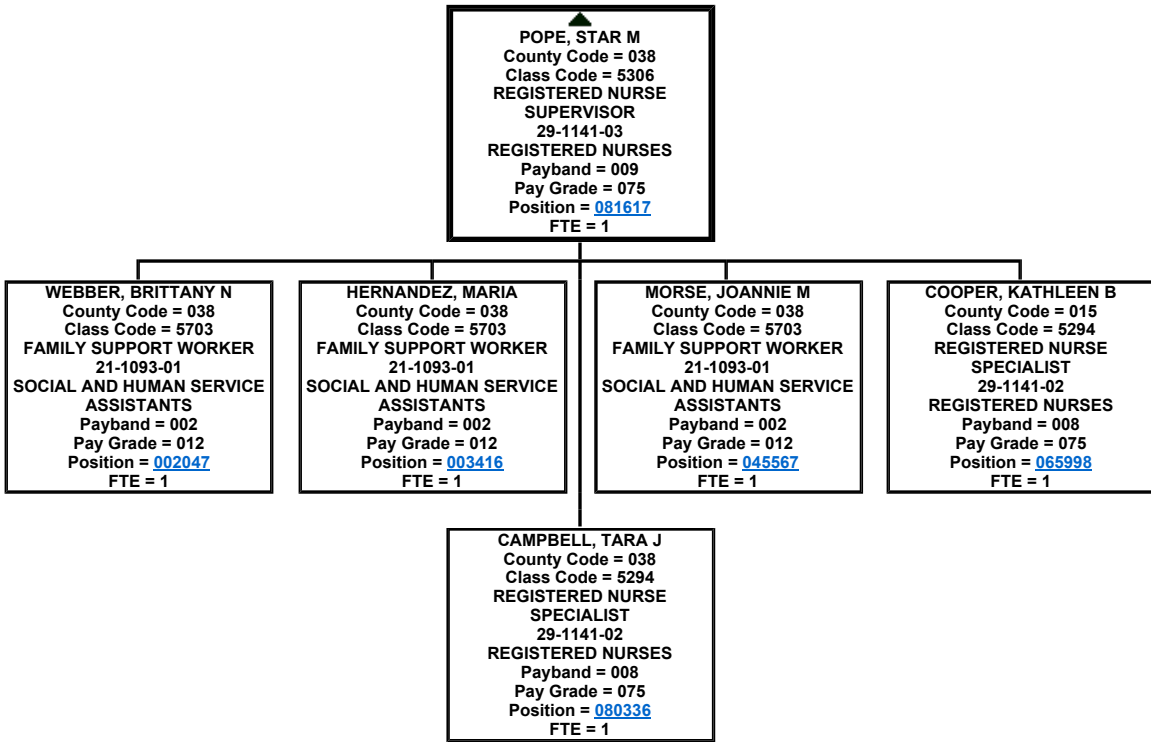 POPE, STAR M
County Code = 038
Class Code = 5306
REGISTERED NURSE
SUPERVISOR
29-1141-03
REGISTERED NURSES
Payband = 009
Pay Grade = 075
Position = 081617
FTE = 1
WEBBER, BRITTANY N
County Code = 038
Class Code = 5703
FAMILY SUPPORT WORKER
21-1093-01
SOCIAL AND HUMAN SERVICE
ASSISTANTS
Payband = 002
Pay Grade = 012
Position = 002047
FTE = 1
HERNANDEZ, MARIA
County Code = 038
Class Code = 5703
FAMILY SUPPORT WORKER
21-1093-01
SOCIAL AND HUMAN SERVICE
ASSISTANTS
Payband = 002
Pay Grade = 012
Position = 003416
FTE = 1
MORSE, JOANNIE M
County Code = 038
Class Code = 5703
FAMILY SUPPORT WORKER
21-1093-01
SOCIAL AND HUMAN SERVICE
ASSISTANTS
Payband = 002
Pay Grade = 012
Position = 045567
FTE = 1
COOPER, KATHLEEN B
County Code = 015
Class Code = 5294
REGISTERED NURSE
SPECIALIST
29-1141-02
REGISTERED NURSES
Payband = 008
Pay Grade = 075
Position = 065998
FTE = 1
CAMPBELL, TARA J
County Code = 038
Class Code = 5294
REGISTERED NURSE
SPECIALIST
29-1141-02
REGISTERED NURSES
Payband = 008
Pay Grade = 075
Position = 080336
FTE = 1